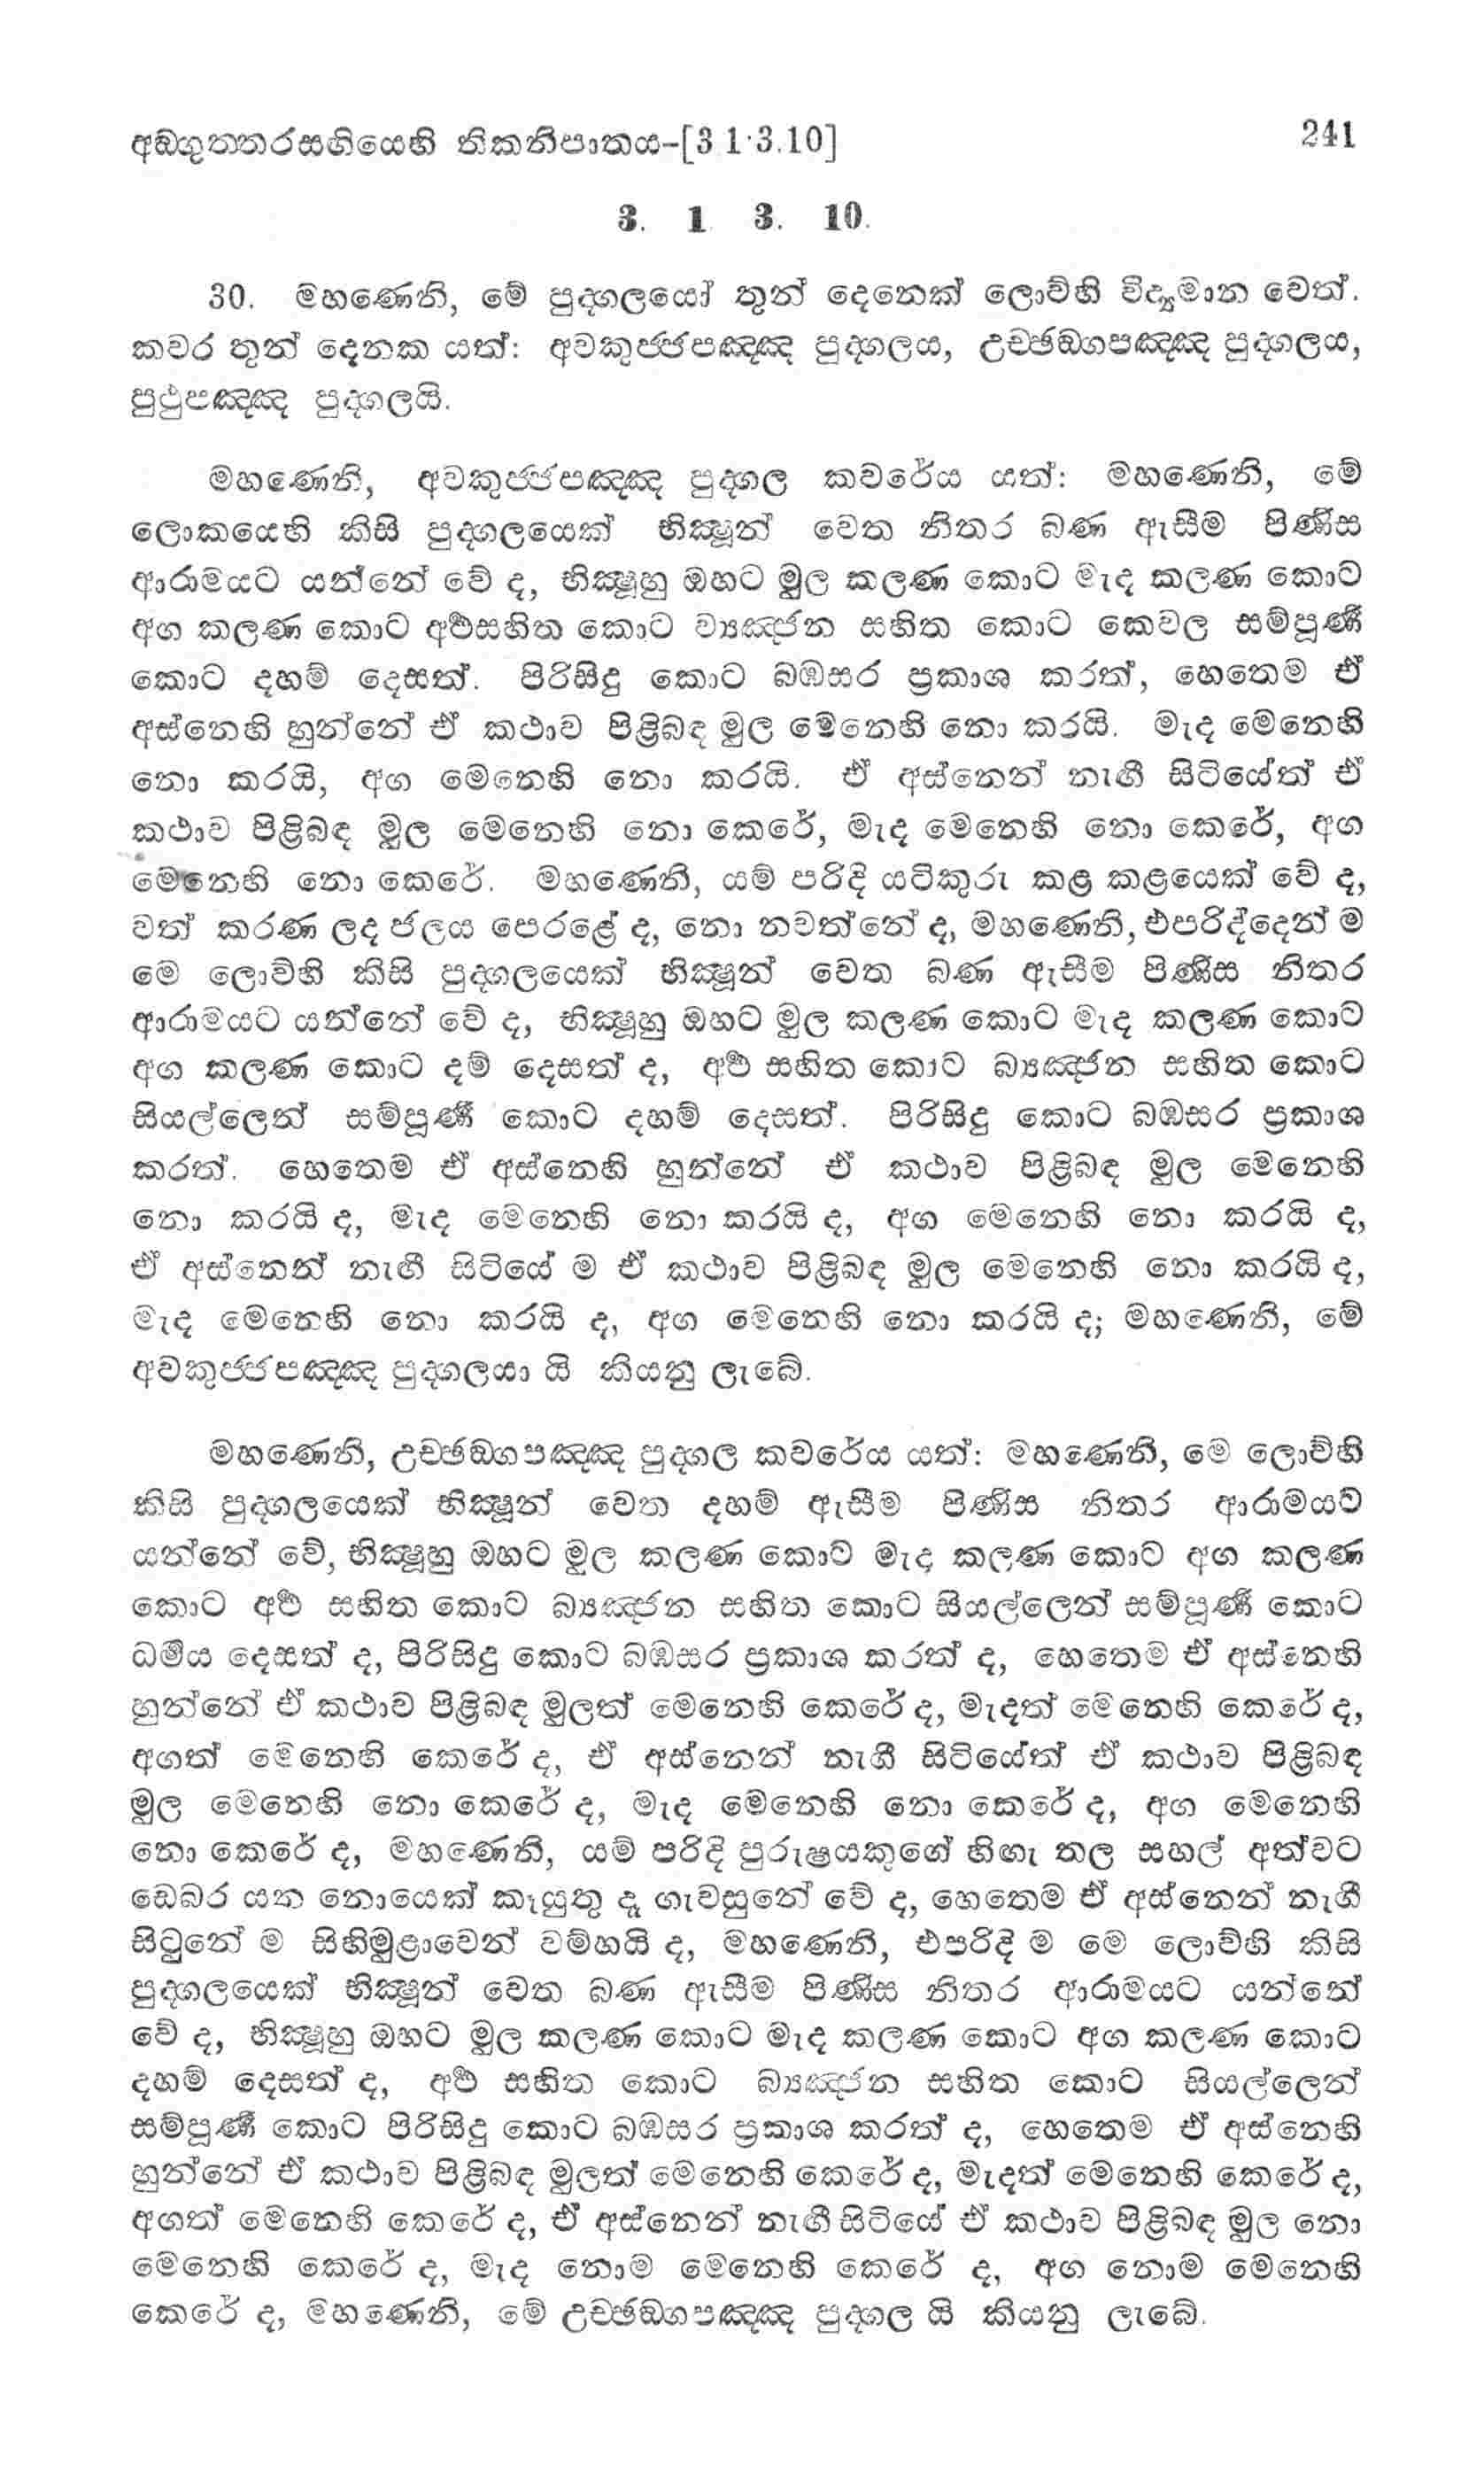 අඞ්ගුත්තරසඟියෙහි තිකනිපාතය-[3 1·3.10] 241
3. 1 3. 10.
30. මහණෙනි, මේ පුද්ගලයෝ තුන් දෙනෙක් ලොව්හි විද්‍යමාන වෙත්.
කවර තුන් දෙනක යත්: අවකුජ්ජපඤ්ඤ පුද්ගලය, උච්ඡඞ්ගපඤ්ඤ පුද්ගලය,
පුථුපඤ්ඤ පුද්ගලයි.
මහණෙනි, අවකුජ්ජපඤ්ඤ පුද්ගල කවරේය යත්: මහණෙනි, මේ
ලොකයෙහි කිසි පුද්ගලයෙක් භික්‍ෂූන් වෙත නිතර බණ ඇසීම පිණිස
ආරාමයට යන්නේ වේ ද, භික්‍ෂූහු ඔහට මුල කලණ කොට මැද කලණ කොට
අග කලණ කොට අර්‍ථසහිත කොට ව්‍යඤ්ජන සහිත කොට කෙවල සම්පූර්‍ණ
කොට දහම් දෙසත්. පිරිසිදු කොට බඹසර ප්‍රකාශ කරත්, හෙතෙම ඒ
අස්නෙහි හුන්නේ ඒ කථාව පිළිබඳ මුල මෙනෙහි නො කරයි. මැද මෙනෙහි
නො කරයි, අග මෙනෙහි නො කරයි. ඒ අස්නෙන් නැඟී සිටියේත් ඒ
කථාව පිළිබඳ මුල මෙනෙහි නො කෙරේ, මැද මෙනෙහි නො කෙරේ, අග
මෙනෙහි නො කෙරේ. මහණෙනි, යම් පරිදි යටිකුරු කළ කළයෙක් වේ ද,
වත් කරණ ලද ජලය පෙරළේ ද, නො නවත්නේ ද, මහණෙනි, එපරිද්දෙන් ම
මෙ ලොව්හි කිසි පුද්ගලයෙක් භික්‍ෂූන් වෙත බණ ඇසීම පිණිස නිතර
ආරාමයට යන්නේ වේ ද, භික්‍ෂූහු ඔහට මුල කලණ කොට මැද කලණ කොට
අග කලණ කොට දම් දෙසත් ද, අර්‍ථ සහිත කොට බ්‍යඤ්ජන සහිත කොට
සියල්ලෙන් සම්පූර්‍ණ කොට දහම් දෙසත්. පිරිසිදු කොට බඹසර ප්‍රකාශ
කරත්. හෙතෙම ඒ අස්නෙහි හුන්නේ ඒ කථාව පිළිබඳ මුල මෙනෙහි
නො කරයි ද, මැද මෙනෙහි නො කරයි ද, අග මෙනෙහි නො කරයි ද,
ඒ අස්නෙන් නැඟී සිටියේ ම ඒ කථාව පිළිබඳ මුල මෙනෙහි නො කරයි ද,
මැද මෙනෙහි නො කරයි ද, අග මෙනෙහි නො කරයි ද; මහණෙනි, මේ
අවකුජ්ජපඤ්ඤ පුද්ගලයා යි කියනු ලැබේ.
මහණෙනි, උච්ඡඞ්ගපඤ්ඤ පුද්ගල කවරේය යත්: මහණෙනි, මෙ ලොව්හි
කිසි පුද්ගලයෙක් භික්‍ෂූන් වෙත දහම් ඇසීම පිණිස නිතර ආරාමයට
යන්නේ වේ, භික්‍ෂූහු ඔහට මුල කලණ කොට මැද කලණ කොට අග කලණ
කොට අර්‍ථ සහිත කොට බ්‍යඤ්ජන සහිත කොට සියල්ලෙන් සම්පූර්‍ණ කොට
ධර්‍මය දෙසත් ද, පිරිසිදු කොට බඹසර ප්‍රකාශ කරත් ද, හෙතෙම ඒ අස්නෙහි
හුන්නේ ඒ කථාව පිළිබඳ මුලත් මෙනෙහි කෙරේ ද, මැදත් මෙනෙහි කෙරේ ද,
අගත් මෙනෙහි කෙරේ ද, ඒ අස්නෙන් නැගී සිටියේත් ඒ කථාව පිළිබඳ
මුල මෙනෙහි නො කෙරේ ද, මැද මෙනෙහි නො කෙරේ ද, අග මෙනෙහි
නො කෙරේ ද, මහණෙනි, යම් පරිදි පුරුෂයකුගේ හිඟැ තල සහල් අත්වට
ඩෙබර යත නොයෙක් කෑයුතු දෑ ගැවසුනේ වේ ද, හෙතෙම ඒ අස්නෙන් නැගී
සිටුනේ ම සිහිමුළාවෙන් වම්හයි ද, මහණෙනි, එපරිදි ම මෙ ලොව්හි කිසි
පුද්ගලයෙක් භික්‍ෂූන් වෙත බණ ඇසීම පිණිස නිතර ආරාමයට යන්නේ
වේ ද, භික්‍ෂූහු ඔහට මුල කලණ කොට මැද කලණ කොට අග කලණ කොට
දහම් දෙසත් ද, අර්‍ථ සහිත කොට බ්‍යඤ්ජන සහිත කොට සියල්ලෙන්
සම්පූර්‍ණ කොට පිරිසිදු කොට බඹසර ප්‍රකාශ කරත් ද, හෙතෙම ඒ අස්නෙහි
හුන්නේ ඒ කථාව පිළිබඳ මුලත් මෙනෙහි කෙරේ ද, මැදත් මෙනෙහි කෙරේ ද,
අගත් මෙනෙහි කෙරේ ද, ඒ අස්නෙන් නැඟී සිටියේ ඒ කථාව පිළිබඳ මුල නො
මෙනෙහි කෙරේ ද, මැද නොම මෙනෙහි කෙරේ ද, අග නොම මෙනෙහි
කෙරේ ද, මහණෙනි, මේ උච්ඡඞ්ගපඤ්ඤ පුද්ගල යි කියනු ලැබේ.